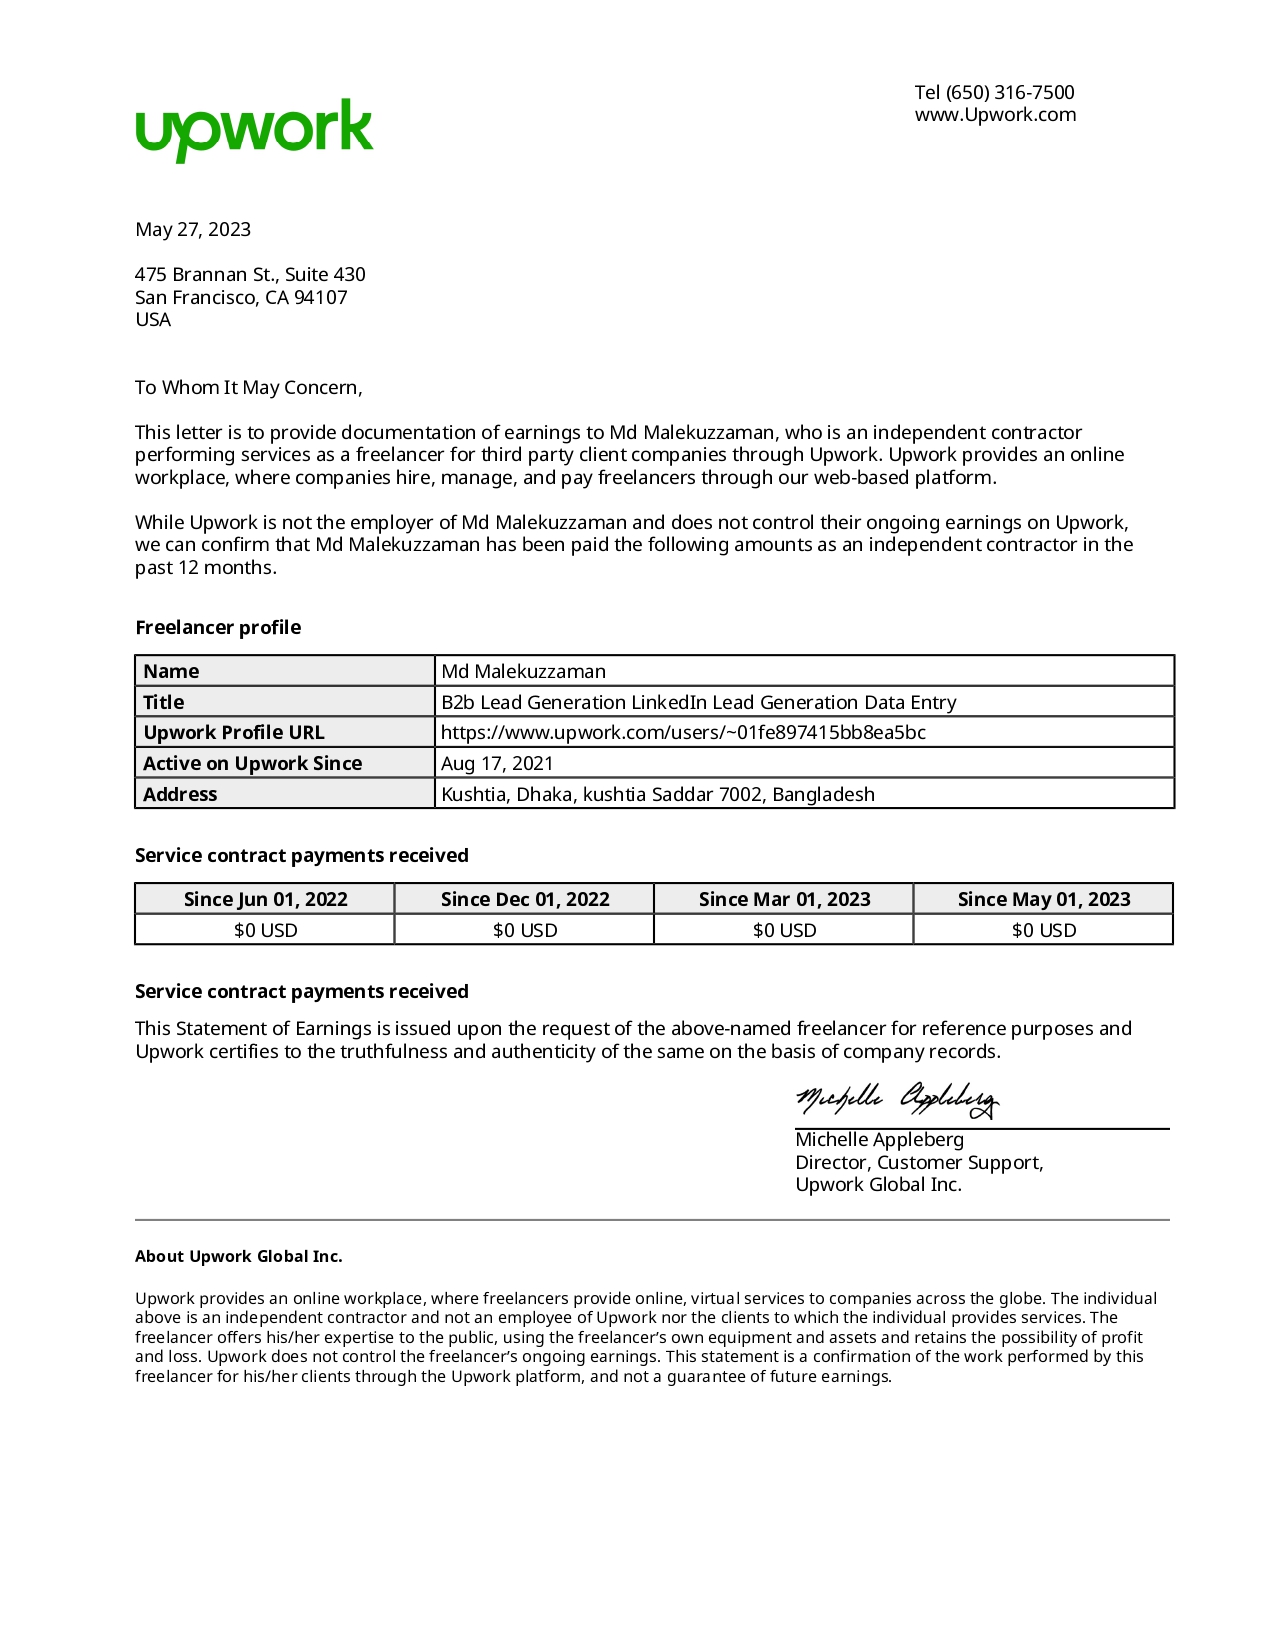 Tel (650) 316-7500
www.Upwork.com
upwork
May 27, 2023
475 Brannan St., Suite 430
San Francisco, CA 94107
USA
To Whom It May Concern,
This letter is to provide documentation of earnings to Md Malekuzzaman, who is an independent contractor
performing services as a freelancer for third party client companies through Upwork. Upwork provides an online
workplace, where companies hire, manage, and pay freelancers through our web-based platform.
While Upwork is not the employer of Md Malekuzzaman and does not control their ongoing earnings on Upwork,
we can confirm that Md Malekuzzaman has been paid the following amounts as an independent contractor in the
past 12 months.
Freelancer profile
Name Md Malekuzzaman
Title B2b Lead Generation LinkedIn Lead Generation Data Entry
Upwork Profile URL https://www.upwork.com/users/~01fe897415bb8ea5bc
Active on Upwork Since Aug 17, 2021
Address Kushtia, Dhaka, kushtia Saddar 7002, Bangladesh
Service contract payments received
Since Jun 01, 2022 Since Dec 01, 2022 Since Mar 01, 2023 Since May 01, 2023
$0 USD $0 USD $0 USD $0 USD
Service contract payments received
This Statement of Earnings is issued upon the request of the above-named freelancer for reference purposes and
Upwork certifies to the truthfulness and authenticity of the same on the basis of company records.
Michelle Appleberg
Michelle Appleberg
Director, Customer Support,
Upwork Global Inc.
About Upwork Global Inc.
Upwork provides an online workplace, where freelancers provide online, virtual services to companies across the globe. The individual
above is an independent contractor and not an employee of Upwork nor the clients to which the individual provides services. The
freelancer offers his/her expertise to the public, using the freelancer’s own equipment and assets and retains the possibility of profit
and loss. Upwork does not control the freelancer’s ongoing earnings. This statement is a confirmation of the work performed by this
freelancer for his/her clients through the Upwork platform, and not a guarantee of future earnings.